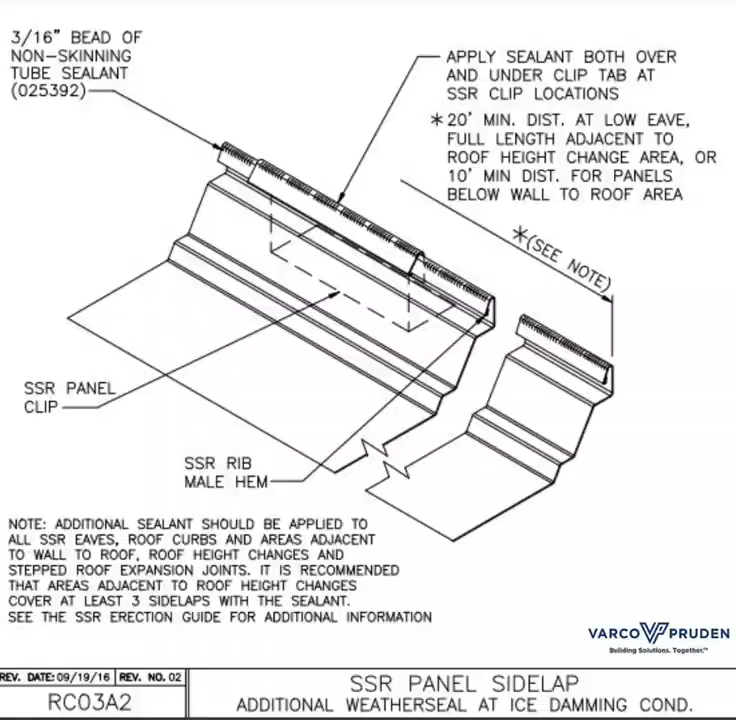 3/16" BEAD OF
NON-SKINNING
TUBE SEALANT
(025392)
APPLY SEALANT BOTH OVER
AND UNDER CLIP TAB AT
SSR CLIP LOCATIONS
*20' MIN. DIST. AT LOW EAVE,
FULL LENGTH ADJACENT TO
ROOF HEIGHT CHANGE AREA, OR
10' MIN DIST. FOR PANELS
BELOW WALL TO ROOF AREA
*(SEE NOTE)
SSR PANEL
CLIP
SSR RIB
MALE HEM
NOTE: ADDITIONAL SEALANT SHOULD BE APPLIED TO
ALL SSR EAVES, ROOF CURBS AND AREAS ADJACENT
TO WALL TO ROOF, ROOF HEIGHT CHANGES AND
STEPPED ROOF EXPANSION JOINTS. IT IS RECOMMENDED
THAT AREAS ADJACENT TO ROOF HEIGHT CHANGES
COVER AT LEAST 3 SIDELAPS WITH THE SEALANT.
SEE THE SSR ERECTION GUIDE FOR ADDITIONAL INFORMATION
VARCO VP PRUDEN
Building Solutions. Together.™
REV. DATE: 09/19/16 REV. NO. 02
RC03A2
SSR PANEL SIDELAP
ADDITIONAL WEATHERSEAL AT ICE DAMMING COND.